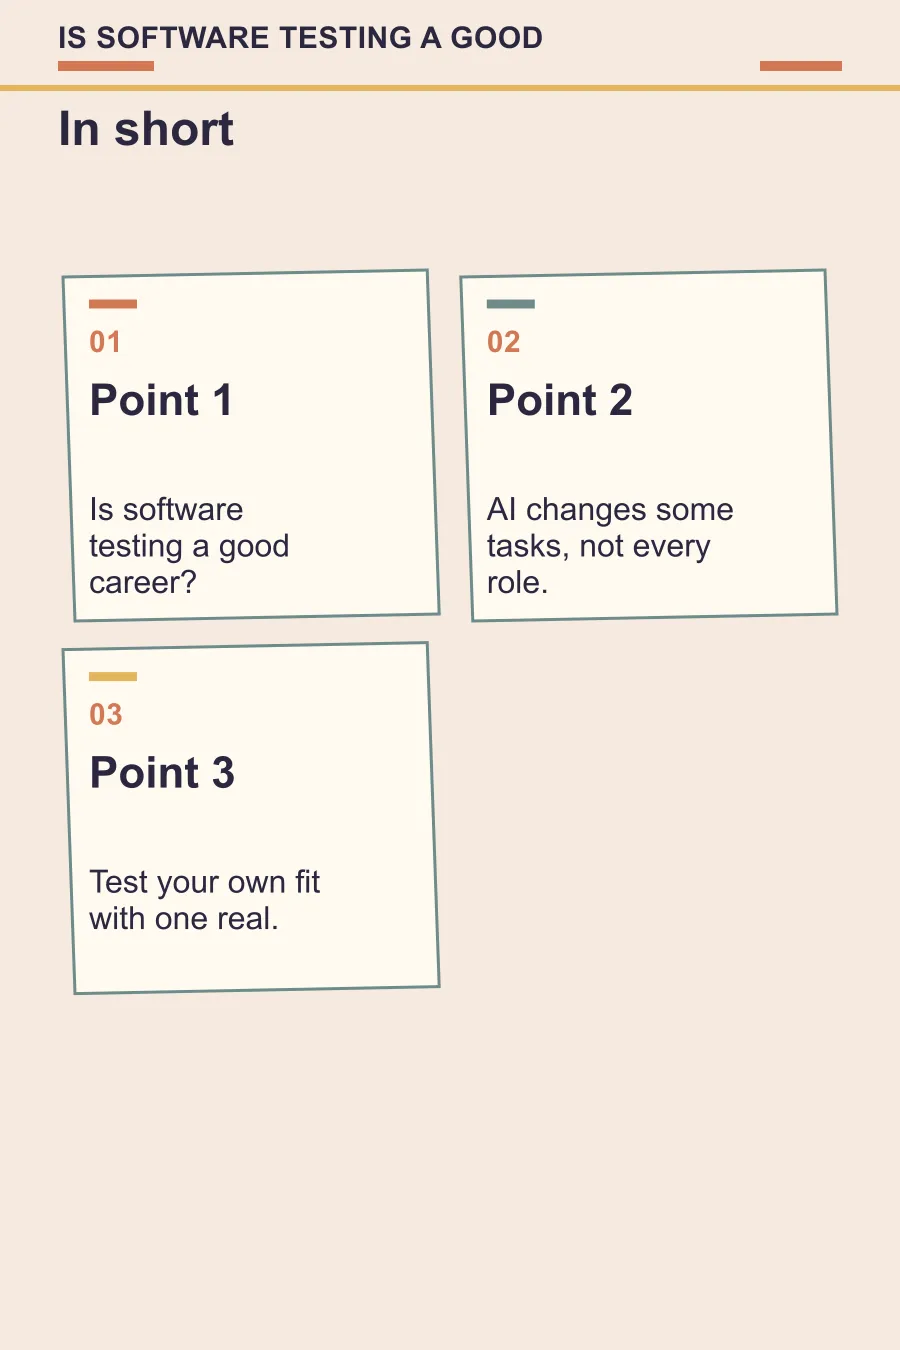 IS SOFTWARE TESTING A GOOD
In short
01
Point 1
Is software
testing a good
career?
02
Point 2
AI changes some
tasks, not every
role.
03
Point 3
Test your own fit
with one real.